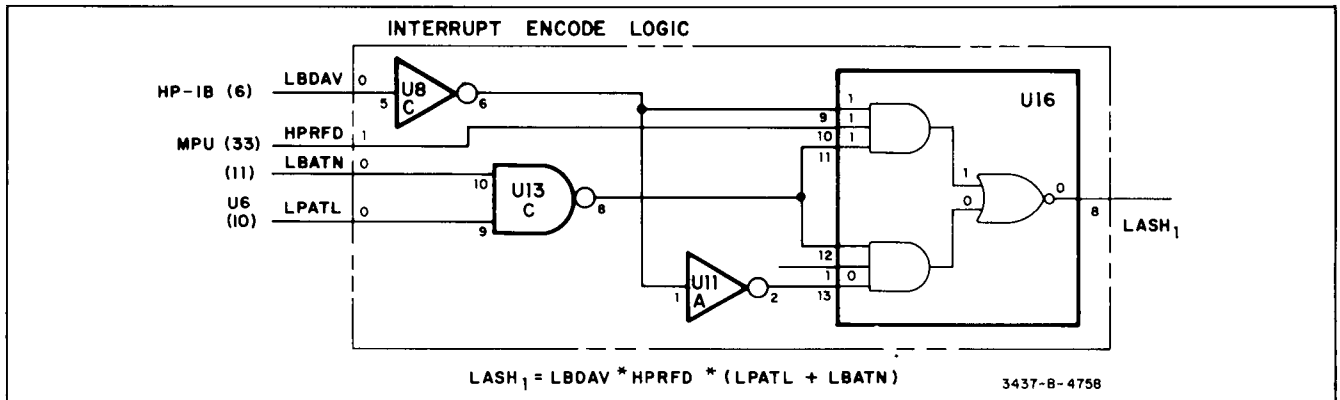 INTERRUPT ENCODE LOGIC
LBDAV 0
HP-IB (6)
5
U8
C
6
U16
1
9 1
10 1
11
MPU (33)
HPRFD 1
(11)
LBATN 0
10
U13
C
8
U6
(10)
LPATL 0
9
1
0
0
8
LASH1
12
1 0
13
1
U11
A
2
LASH1 = LBDAV * HPRFD * (LPATL + LBATN)
3437-B-4758